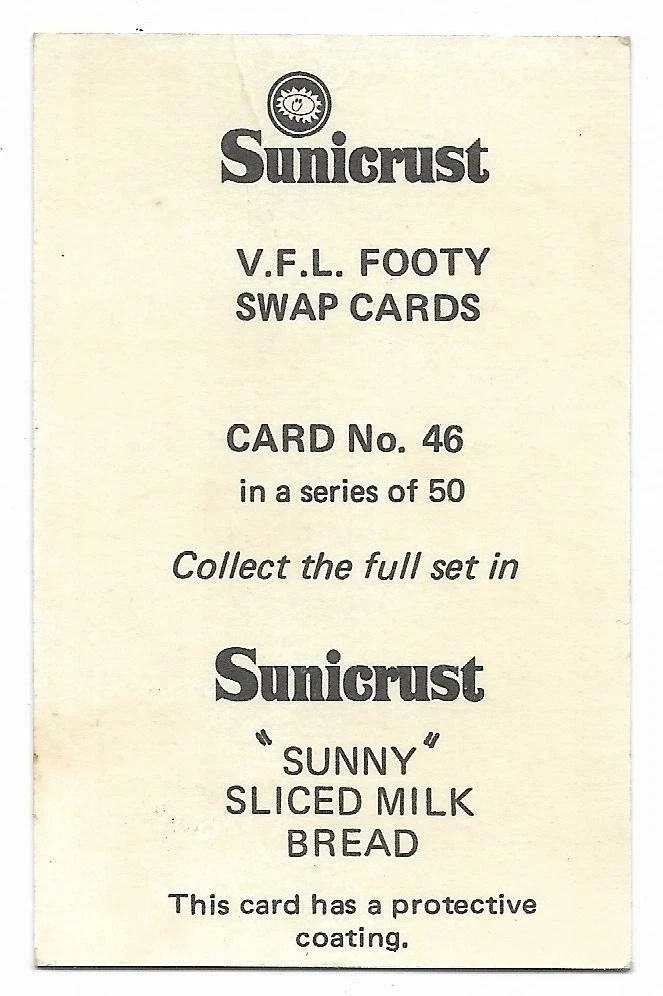 Sunicrust
V.F.L. FOOTY
SWAP CARDS
CARD No. 46
in a series of 50
Collect the full set in
Sunicrust
"SUNNY"
SLICED MILK
BREAD
This card has a protective
coating.